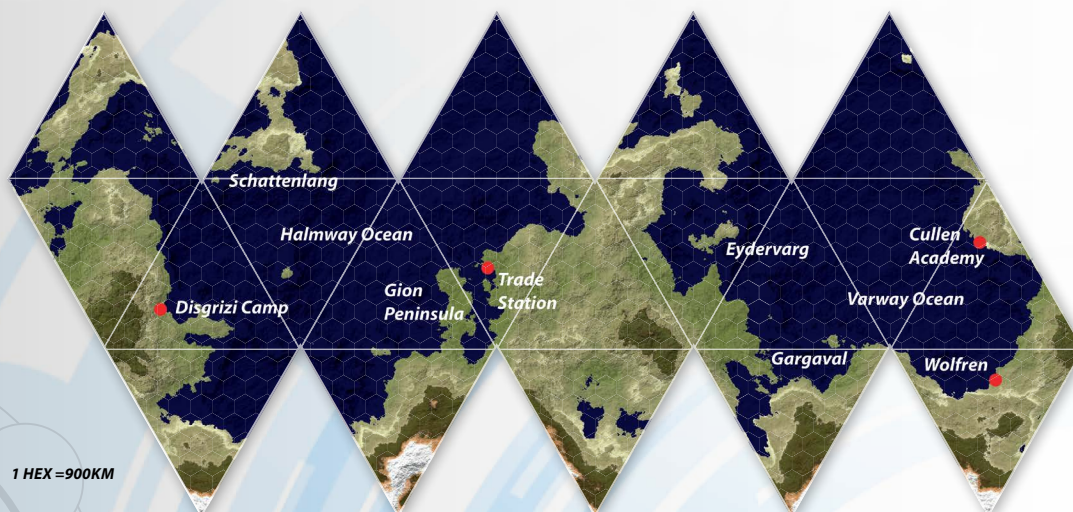 Schattenlang
Halmway Ocean
Eydervarg
Cullen
Academy
Gion
Peninsula
Trade
Station
Disgrizi Camp
Varway Ocean
Gargaval
Wolfren
1 HEX =900KM